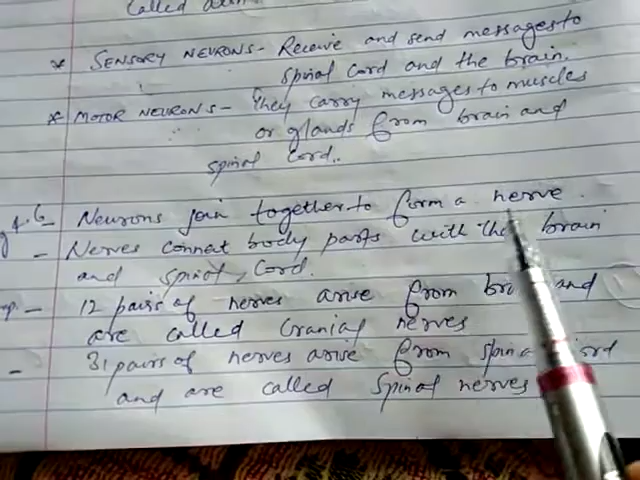 called
* SENSORY NEURONS - Receive and send messages to
spinal cord and the brain.
* MOTOR NEURONS - They carry messages to muscles
or glands from brain and
spinal cord..
4.6 Neurons join together to form a nerve.
- Nerves connect body parts with the brain
and spinal cord.
- 12 pairs of nerves arise from and
are called Cranial nerves
- 31 pairs of nerves arise from
and are called Spinal nerves